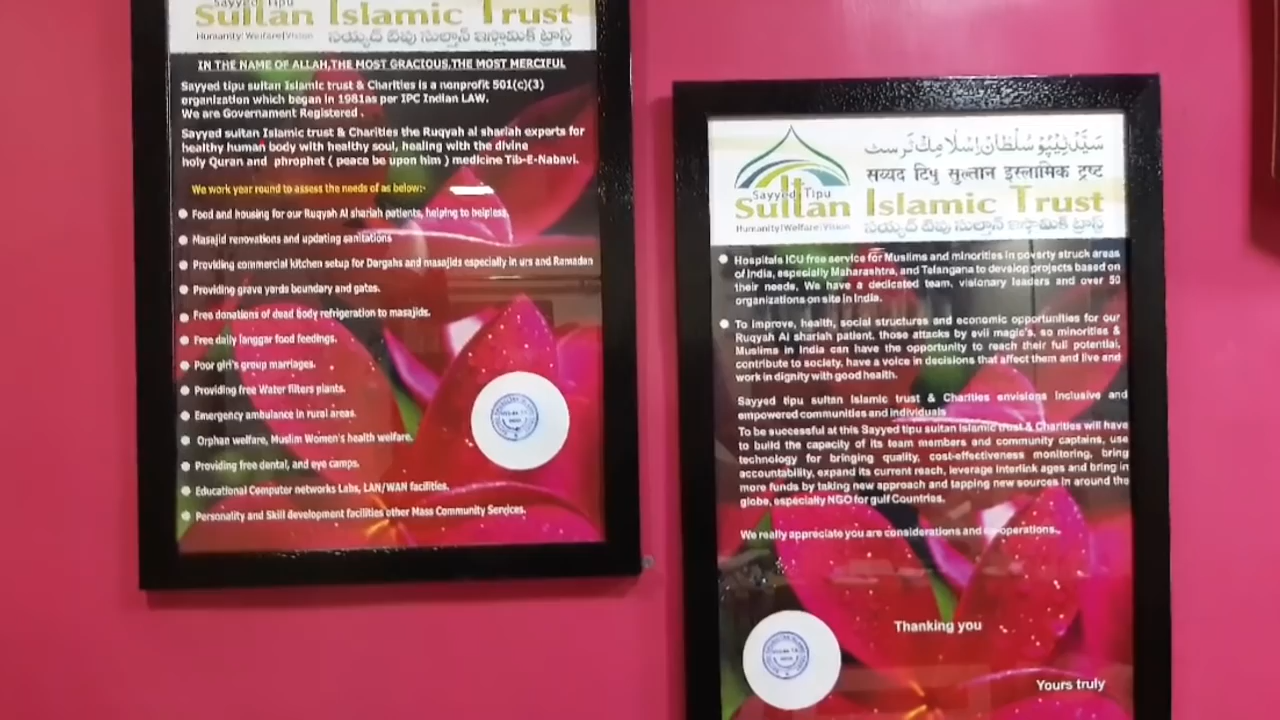 Sayyed Tipu
Sultan Islamic Trust
Humanity|Welfare|Vision
సయ్యద్ టిపు సుల్తాన్ ఇస్లామిక్ ట్రస్ట్
IN THE NAME OF ALLAH,THE MOST GRACIOUS,THE MOST MERCIFUL
Sayyed tipu sultan Islamic trust & Charities is a nonprofit 501(c)(3)
organization which began in 1981as per IPC Indian LAW.
We are Governament Registered .
Sayyed sultan Islamic trust & Charities the Ruqyah al shariah experts for
healthy human body with healthy soul, healing with the divine
holy Quran and phrophet ( peace be upon him ) medicine Tib-E-Nabavi.
We work year round to assess the needs of as below:-
Food and housing for our Ruqyah Al shariah patients, helping to helpless.
Masajid renovations and updating sanitations
Providing commercial kitchen setup for Dargahs and masajids especially in urs and Ramadan
Providing grave yards boundary and gates.
Free donations of dead body refrigeration to masajids.
Free daily langgar food feedings.
Poor girl's group marriages.
Providing free Water filters plants.
Emergency ambulance in rural areas.
Orphan welfare, Muslim Women's health welfare.
Providing free dental, and eye camps.
Educational Computer networks Labs, LAN/WAN facilities.
Personality and Skill development facilities other Mass Community Services.
سَيَّدْ ٹِيپُو سُلْطَان اِسْلَامِكْ ٹَرسٹ
सय्यद टिपु सुल्तान इस्लामिक ट्रष्ट
Sayyed Tipu
Sultan Islamic Trust
Humanity|Welfare|Vision
సయ్యద్ టిపు సుల్తాన్ ఇస్లామిక్ ట్రస్ట్
Hospitals ICU free service for Muslims and minorities in poverty struck areas
of India, especially Maharashtra, and Telangana to develop projects based on
their needs, We have a dedicated team, visionary leaders and over 50
organizations on site in India.
To improve, health, social structures and economic opportunities for our
Ruqyah Al shariah patient, those attacks by evil magic's, so minorities &
Muslims in India can have the opportunity to reach their full potential,
contribute to society, have a voice in decisions that affect them and live and
work in dignity with good health.
Sayyed tipu sultan Islamic trust & Charities envisions inclusive and
empowered communities and individuals
To be successful at this Sayyed tipu sultan Islamic trust & Charities will have
to build the capacity of its team members and community captains, use
technology for bringing quality, cost-effectiveness monitoring, bring
accountability, expand its current reach, leverage interlink ages and bring in
more funds by taking new approach and tapping new sources in around the
globe, especially NGO for gulf Countries.
We really appreciate you are considerations and co-operations..
Thanking you
Yours truly